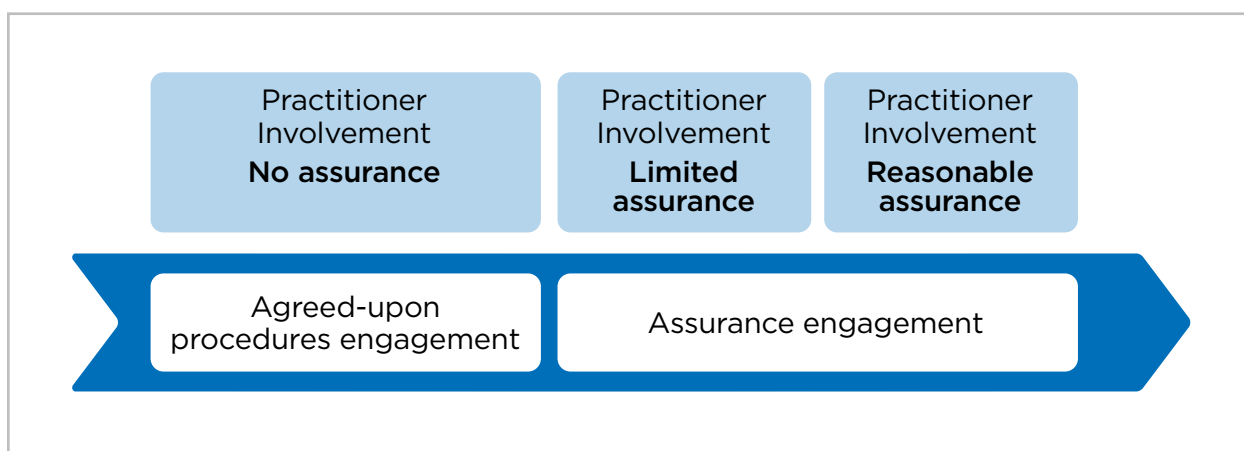 Practitioner
Involvement
No assurance
Practitioner
Involvement
Limited
assurance
Practitioner
Involvement
Reasonable
assurance
Agreed-upon
procedures engagement
Assurance engagement